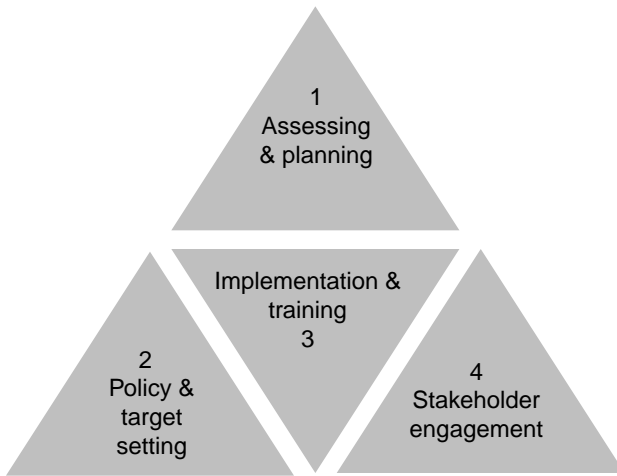 1
Assessing
& planning
Implementation &
training
3
2
Policy &
target
setting
4
Stakeholder
engagement